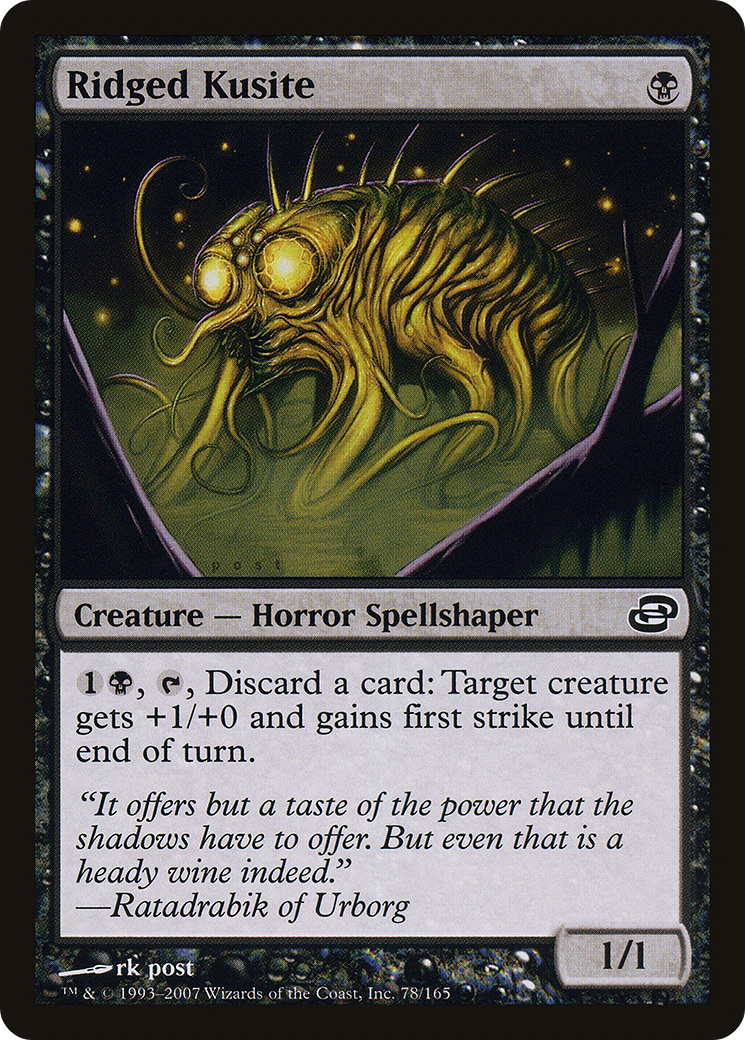 Ridged Kusite
post
Creature — Horror Spellshaper
1, , Discard a card: Target creature
gets +1/+0 and gains first strike until
end of turn.
“It offers but a taste of the power that the
shadows have to offer. But even that is a
heady wine indeed.”
—Ratadrabik of Urborg
1/1
rk post
™ & © 1993–2007 Wizards of the Coast, Inc. 78/165